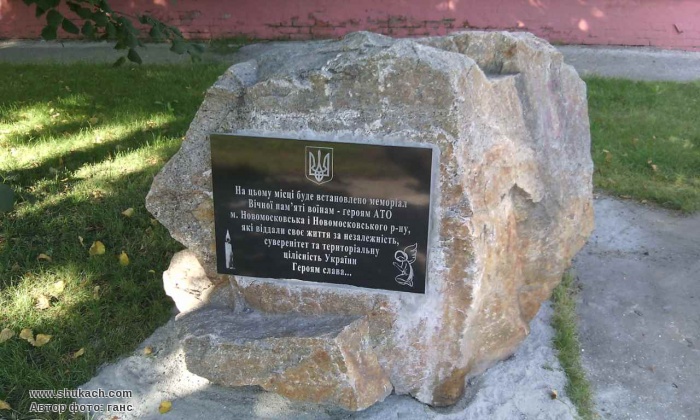 На цьому місці буде встановлено меморіал
Вічної пам'яті воїнам - героям АТО
м. Новомосковська і Новомосковського р-ну,
які віддали своє життя за незалежність,
суверенітет та територіальну
цілісність України
Героям слава...
www.shukach.com
Автор фото: ганс